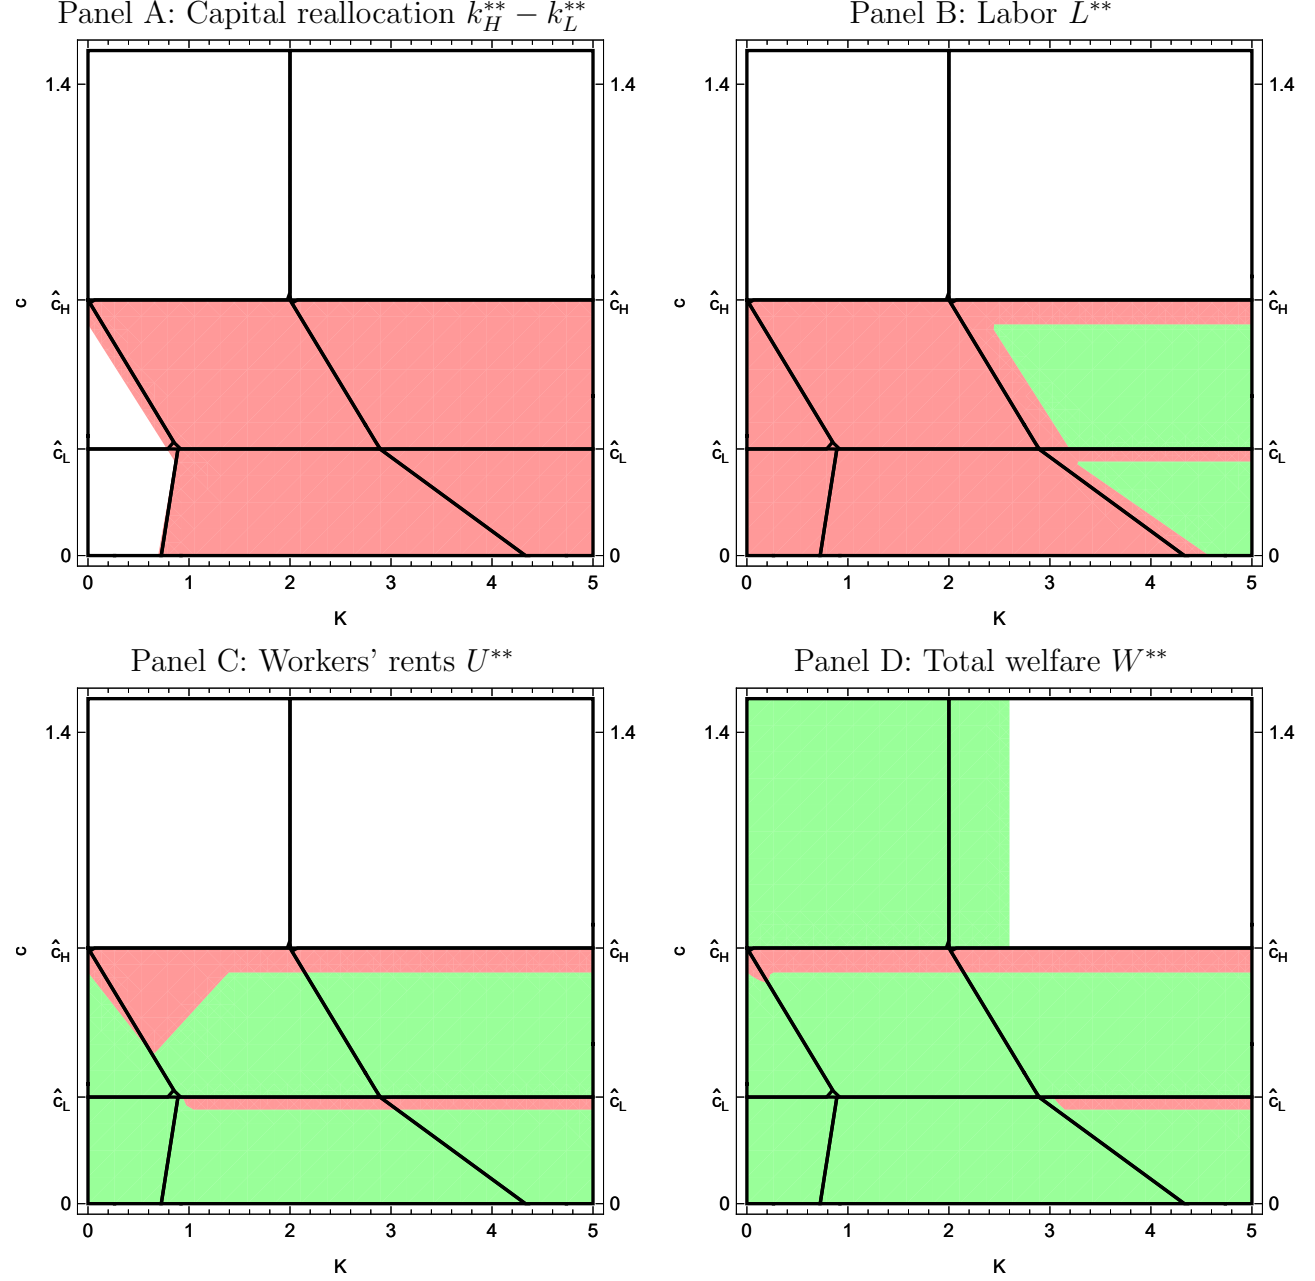 Panel A: Capital reallocation $k_H^{**} - k_L^{**}$
1.4
1.4
c
ĉ_H
ĉ_H
ĉ_L
ĉ_L
0
0
0 1 2 3 4 5
K
Panel B: Labor $L^{**}$
1.4
1.4
c
ĉ_H
ĉ_H
ĉ_L
ĉ_L
0
0
0 1 2 3 4 5
K
Panel C: Workers' rents $U^{**}$
1.4
1.4
c
ĉ_H
ĉ_H
ĉ_L
ĉ_L
0
0
0 1 2 3 4 5
K
Panel D: Total welfare $W^{**}$
1.4
1.4
c
ĉ_H
ĉ_H
ĉ_L
ĉ_L
0
0
0 1 2 3 4 5
K